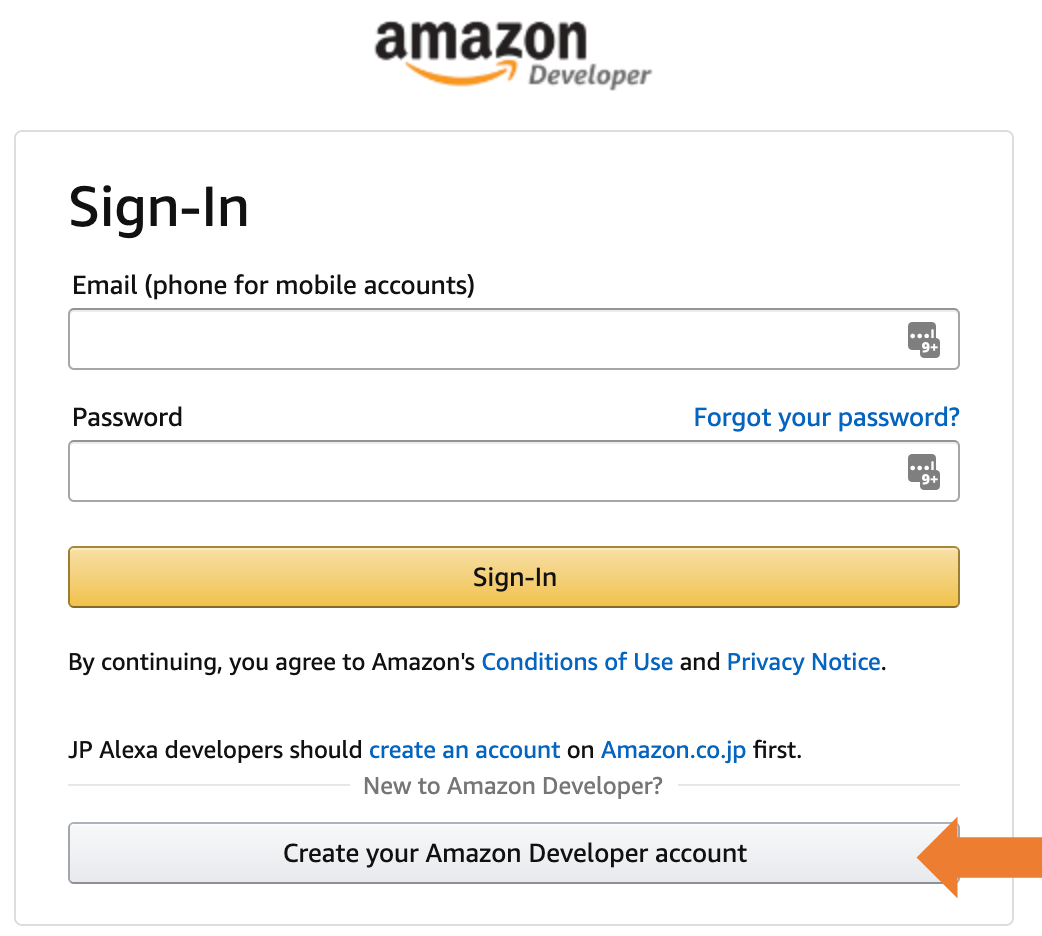 amazon
Developer
Sign-In
Email (phone for mobile accounts)
9+
Password Forgot your password?
9+
Sign-In
By continuing, you agree to Amazon's Conditions of Use and Privacy Notice.
JP Alexa developers should create an account on Amazon.co.jp first.
New to Amazon Developer?
Create your Amazon Developer account